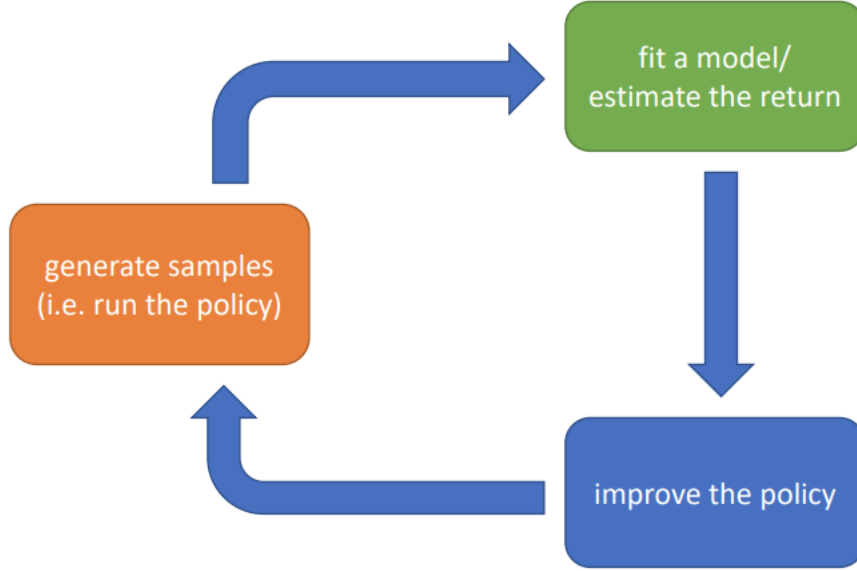 fit a model/
estimate the return
generate samples
(i.e. run the policy)
improve the policy